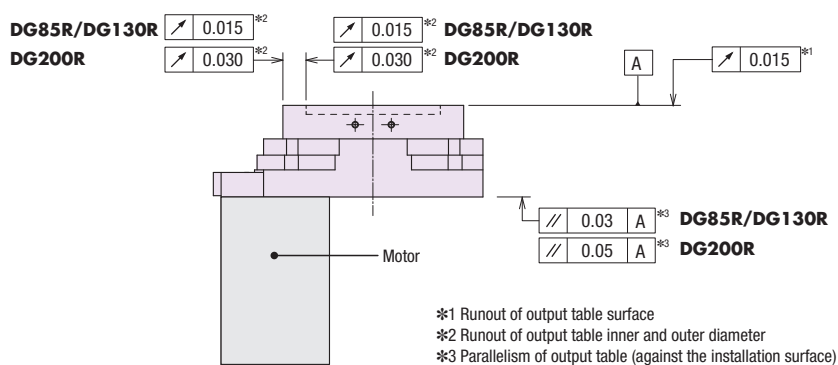 DG85R/DG130R ↗ 0.015 *2
DG200R ↗ 0.030 *2
↗ 0.015 *2 DG85R/DG130R
↗ 0.030 *2 DG200R
A
↗ 0.015 *1
// 0.03 A *3 DG85R/DG130R
// 0.05 A *3 DG200R
Motor
*1 Runout of output table surface
*2 Runout of output table inner and outer diameter
*3 Parallelism of output table (against the installation surface)